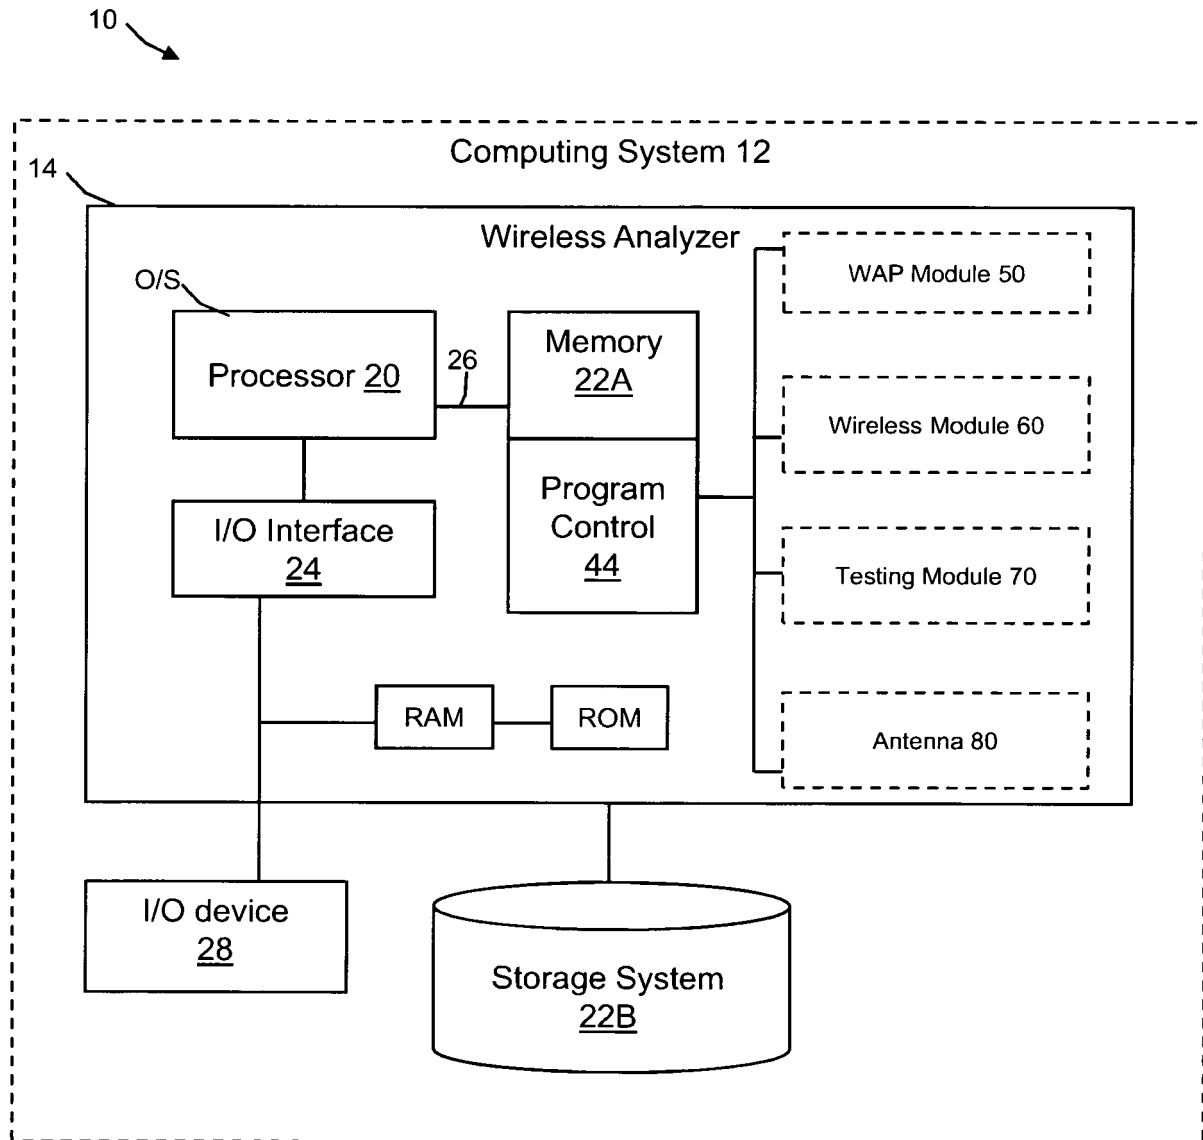 10
Computing System 12
14
Wireless Analyzer
O/S
WAP Module 50
Processor 20
26
Memory
22A
Wireless Module 60
Program
Control
44
I/O Interface
24
Testing Module 70
RAM
ROM
Antenna 80
I/O device
28
Storage System
22B